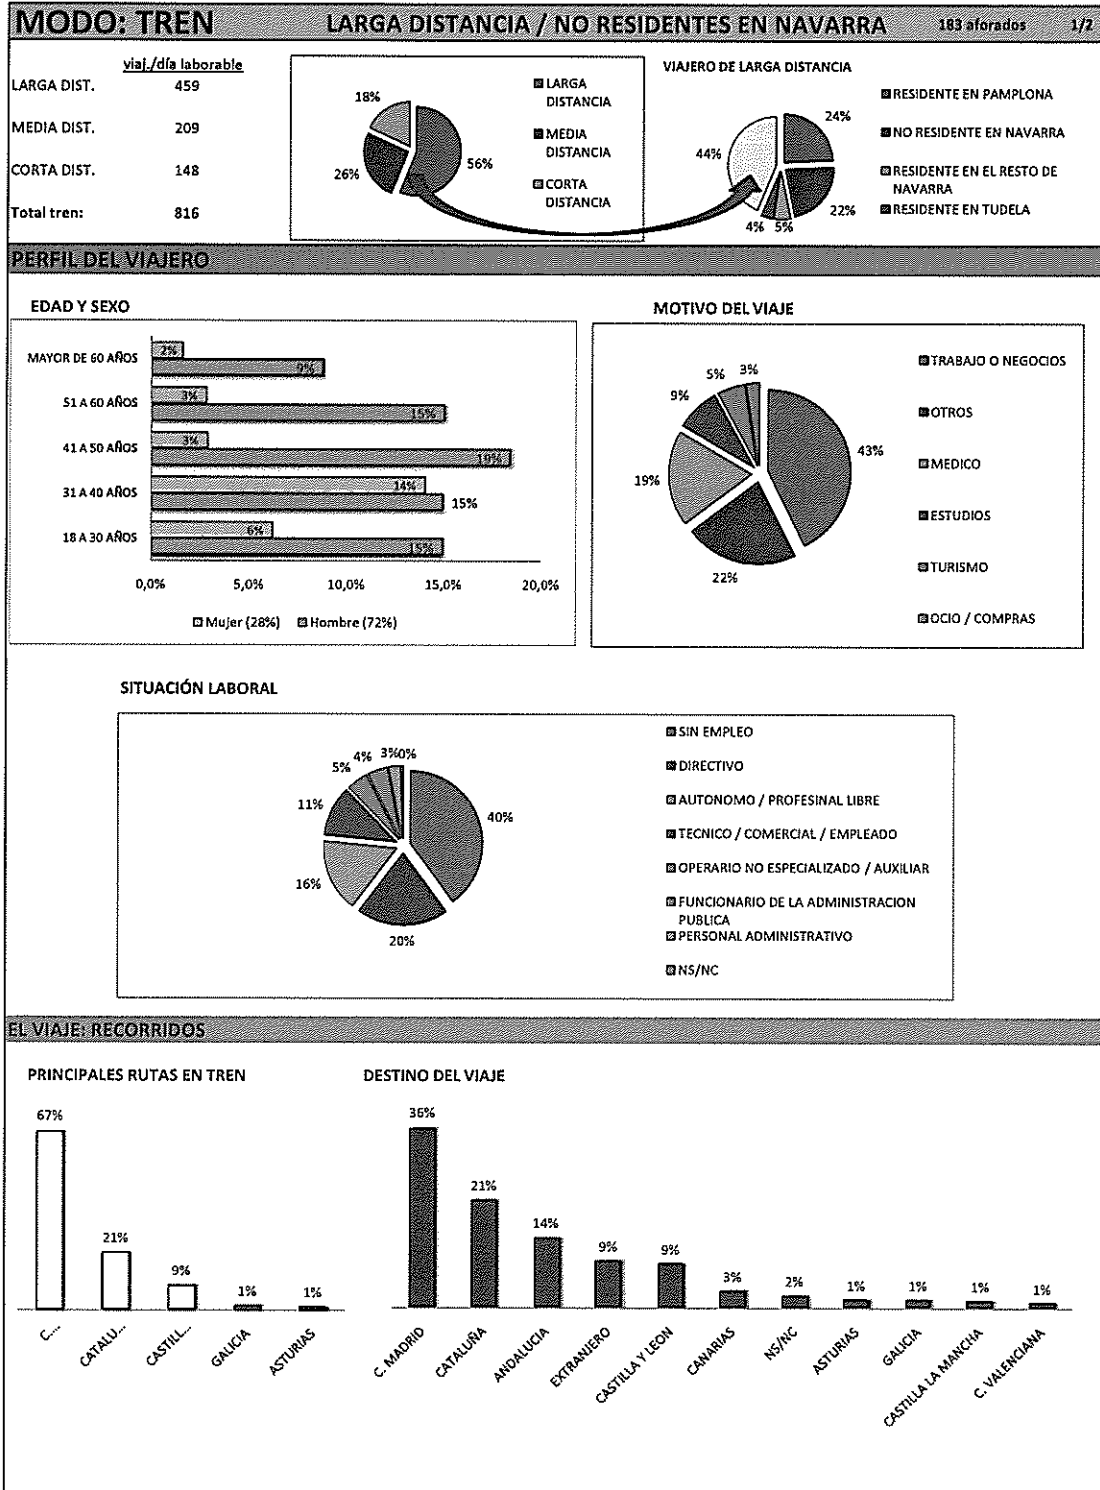 MODO: TREN
LARGA DISTANCIA / NO RESIDENTES EN NAVARRA
183 aforados
1/2
viaj./día laborable
LARGA DIST. 459
MEDIA DIST. 209
CORTA DIST. 148
Total tren: 816
18%
26%
56%
LARGA
DISTANCIA
MEDIA
DISTANCIA
CORTA
DISTANCIA
VIAJERO DE LARGA DISTANCIA
44%
24%
4%
5%
22%
RESIDENTE EN PAMPLONA
NO RESIDENTE EN NAVARRA
RESIDENTE EN EL RESTO DE
NAVARRA
RESIDENTE EN TUDELA
PERFIL DEL VIAJERO
EDAD Y SEXO
MAYOR DE 60 AÑOS
2%
9%
51 A 60 AÑOS
3%
15%
41 A 50 AÑOS
3%
19%
31 A 40 AÑOS
14%
15%
18 A 30 AÑOS
6%
15%
0,0% 5,0% 10,0% 15,0% 20,0%
Mujer (28%) Hombre (72%)
MOTIVO DEL VIAJE
5%
3%
9%
19%
43%
22%
TRABAJO O NEGOCIOS
OTROS
MEDICO
ESTUDIOS
TURISMO
OCIO / COMPRAS
SITUACIÓN LABORAL
5%
4%
3%
0%
11%
40%
16%
20%
SIN EMPLEO
DIRECTIVO
AUTONOMO / PROFESINAL LIBRE
TECNICO / COMERCIAL / EMPLEADO
OPERARIO NO ESPECIALIZADO / AUXILIAR
FUNCIONARIO DE LA ADMINISTRACION
PUBLICA
PERSONAL ADMINISTRATIVO
NS/NC
EL VIAJE: RECORRIDOS
PRINCIPALES RUTAS EN TREN
67%
21%
9%
1%
1%
C....
CATALU...
CASTILL...
GALICIA
ASTURIAS
DESTINO DEL VIAJE
36%
21%
14%
9%
9%
3%
2%
1%
1%
1%
1%
C. MADRID
CATALUÑA
ANDALUCIA
EXTRANJERO
CASTILLA Y LEON
CANARIAS
NS/NC
ASTURIAS
GALICIA
CASTILLA LA MANCHA
C. VALENCIANA